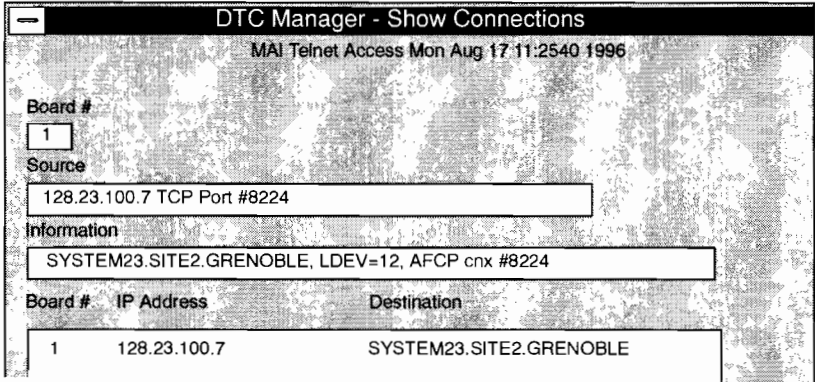 DTC Manager - Show Connections
MAI Telnet Access Mon Aug 17 11:2540 1996
Board #
1
Source
128.23.100.7 TCP Port #8224
Information
SYSTEM23.SITE2.GRENOBLE, LDEV=12, AFCP cnx #8224
Board # IP Address Destination
1 128.23.100.7 SYSTEM23.SITE2.GRENOBLE